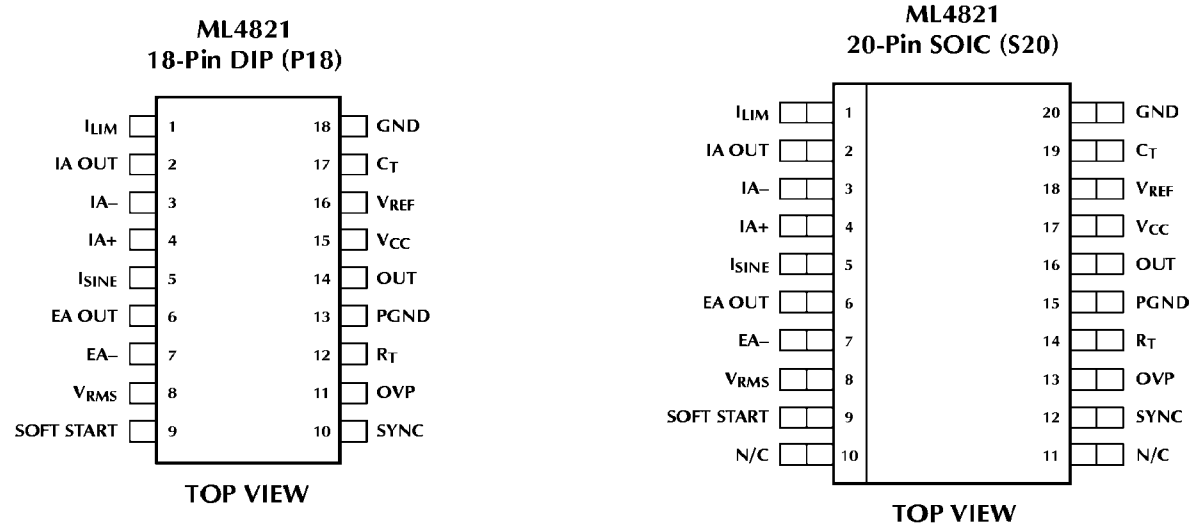 ML4821
18-Pin DIP (P18)
ILIM 1 18 GND
IA OUT 2 17 CT
IA– 3 16 VREF
IA+ 4 15 VCC
ISINE 5 14 OUT
EA OUT 6 13 PGND
EA– 7 12 RT
VRMS 8 11 OVP
SOFT START 9 10 SYNC
TOP VIEW
ML4821
20-Pin SOIC (S20)
ILIM 1 20 GND
IA OUT 2 19 CT
IA– 3 18 VREF
IA+ 4 17 VCC
ISINE 5 16 OUT
EA OUT 6 15 PGND
EA– 7 14 RT
VRMS 8 13 OVP
SOFT START 9 12 SYNC
N/C 10 11 N/C
TOP VIEW